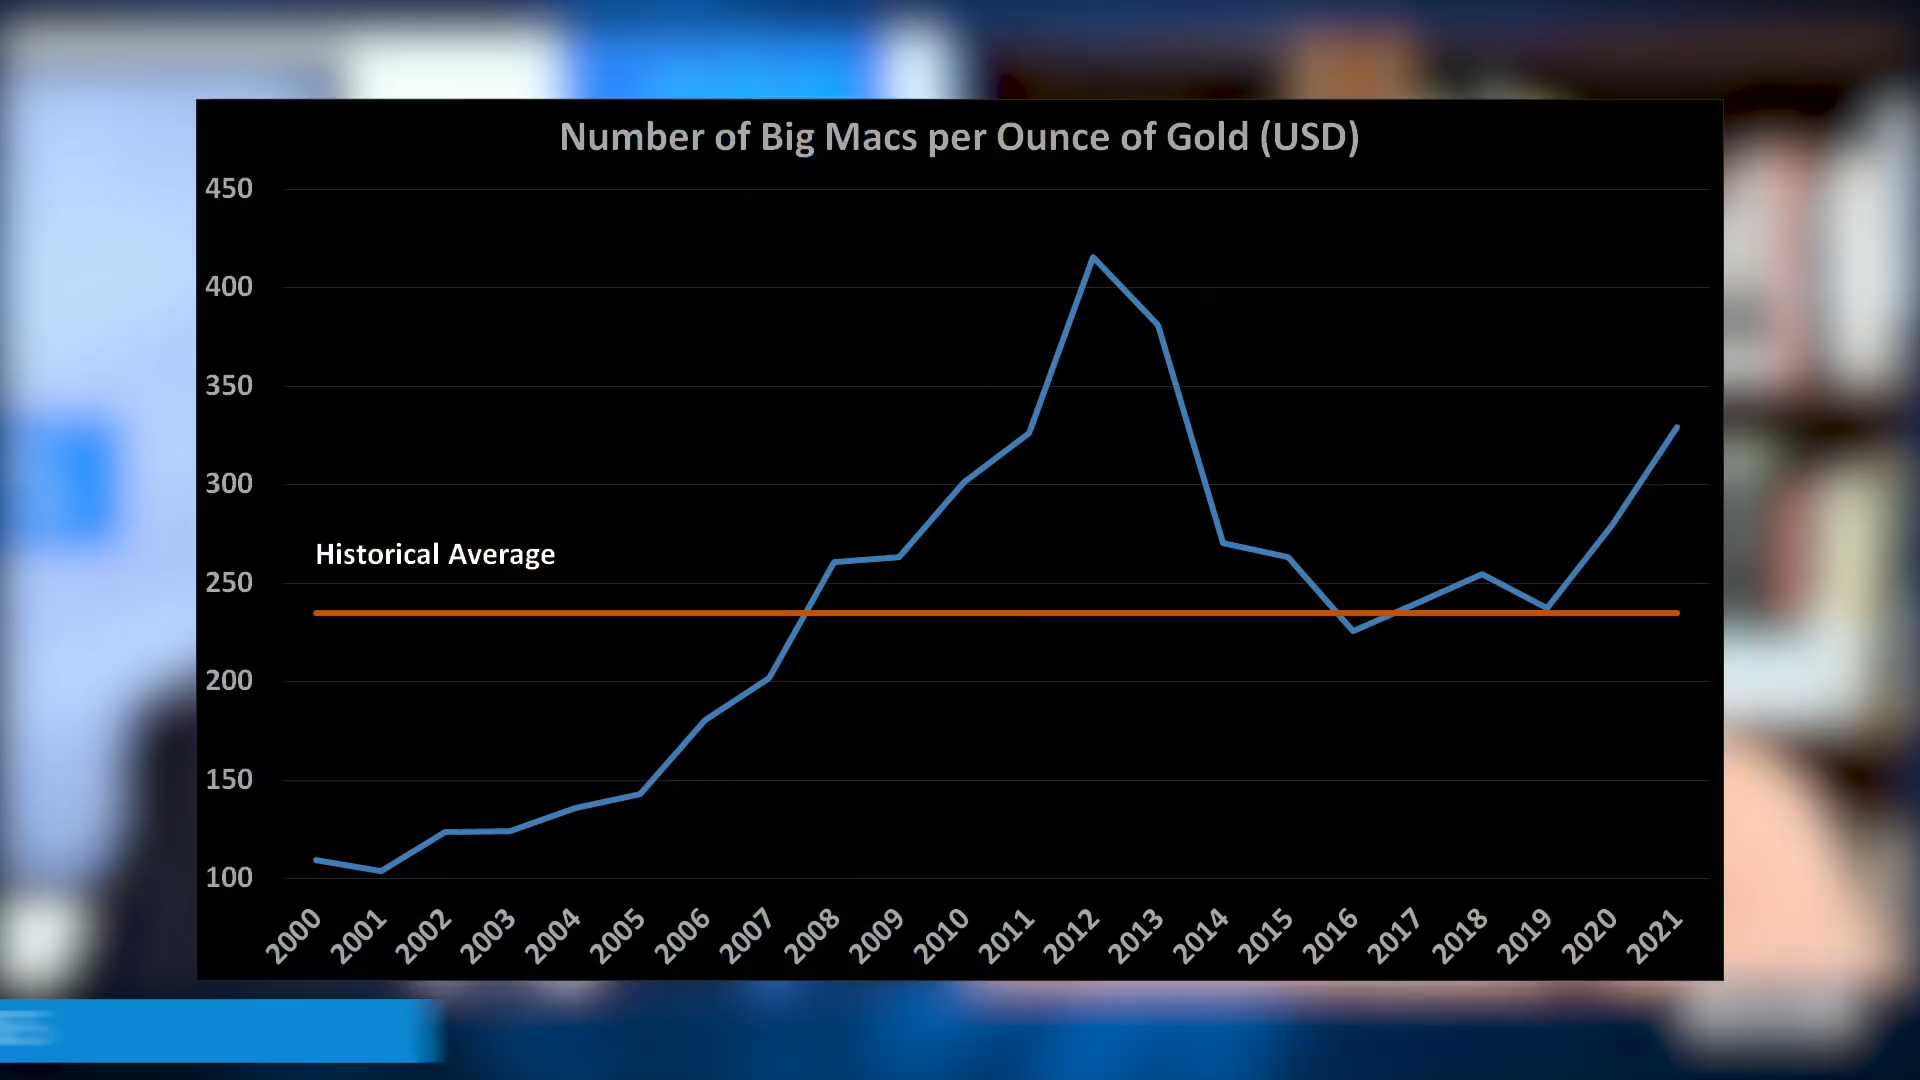 Number of Big Macs per Ounce of Gold (USD)
450
400
350
300
Historical Average
250
200
150
100
2000 2001 2002 2003 2004 2005 2006 2007 2008 2009 2010 2011 2012 2013 2014 2015 2016 2017 2018 2019 2020 2021